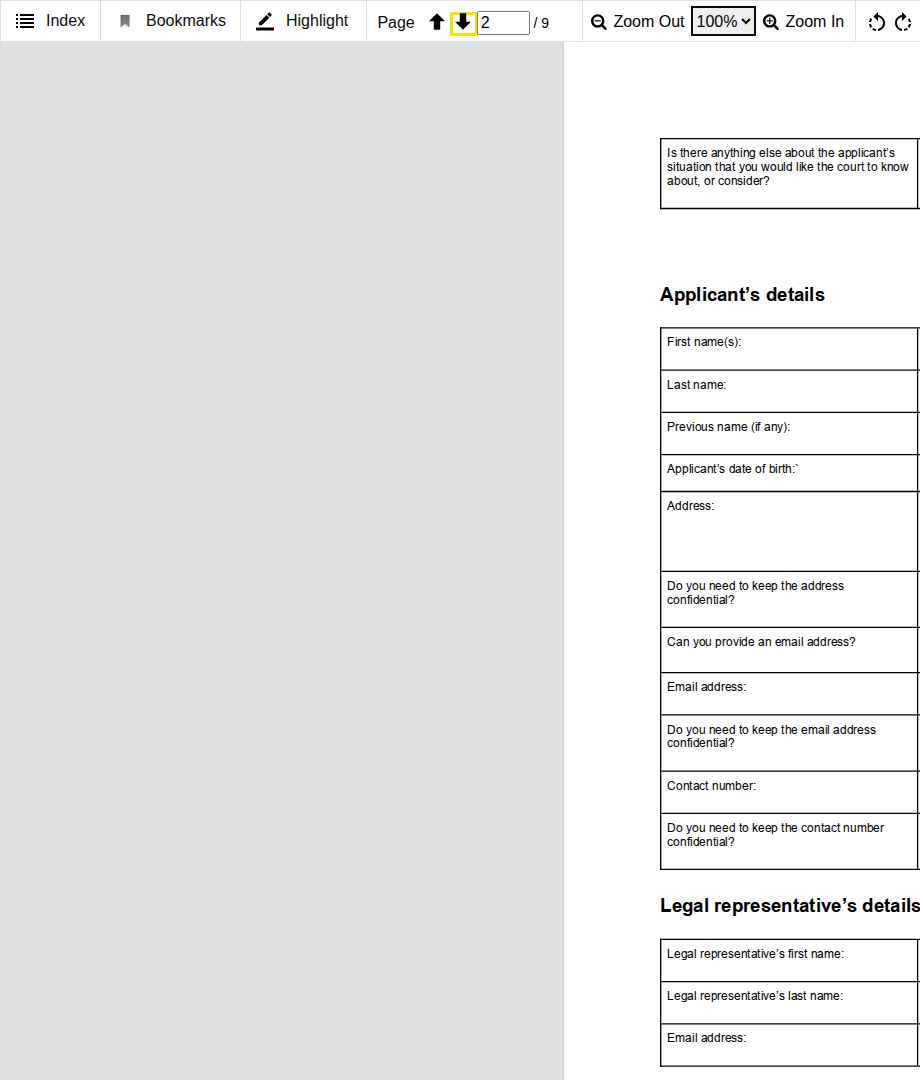 Index Bookmarks Highlight Page 2 / 9 Zoom Out 100% Zoom In
Is there anything else about the applicant's
situation that you would like the court to know
about, or consider?
Applicant's details
First name(s):
Last name:
Previous name (if any):
Applicant's date of birth:`
Address:
Do you need to keep the address
confidential?
Can you provide an email address?
Email address:
Do you need to keep the email address
confidential?
Contact number:
Do you need to keep the contact number
confidential?
Legal representative's details
Legal representative's first name:
Legal representative's last name:
Email address: